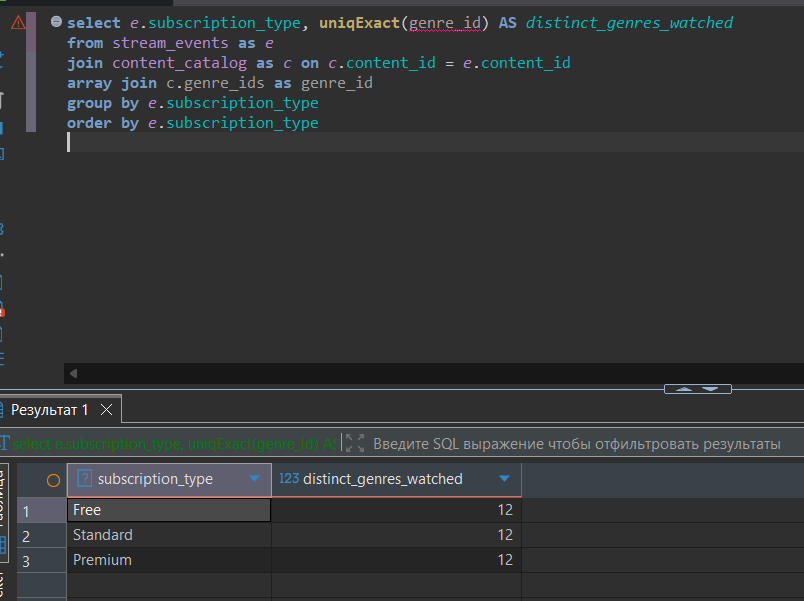 select e.subscription_type, uniqExact(genre_id) AS distinct_genres_watched
from stream_events as e
join content_catalog as c on c.content_id = e.content_id
array join c.genre_ids as genre_id
group by e.subscription_type
order by e.subscription_type
Результат 1
select e.subscription_type, uniqExact(genre_id) AS Введите SQL выражение чтобы отфильтровать результаты
subscription_type 123 distinct_genres_watched
1 Free 12
2 Standard 12
3 Premium 12